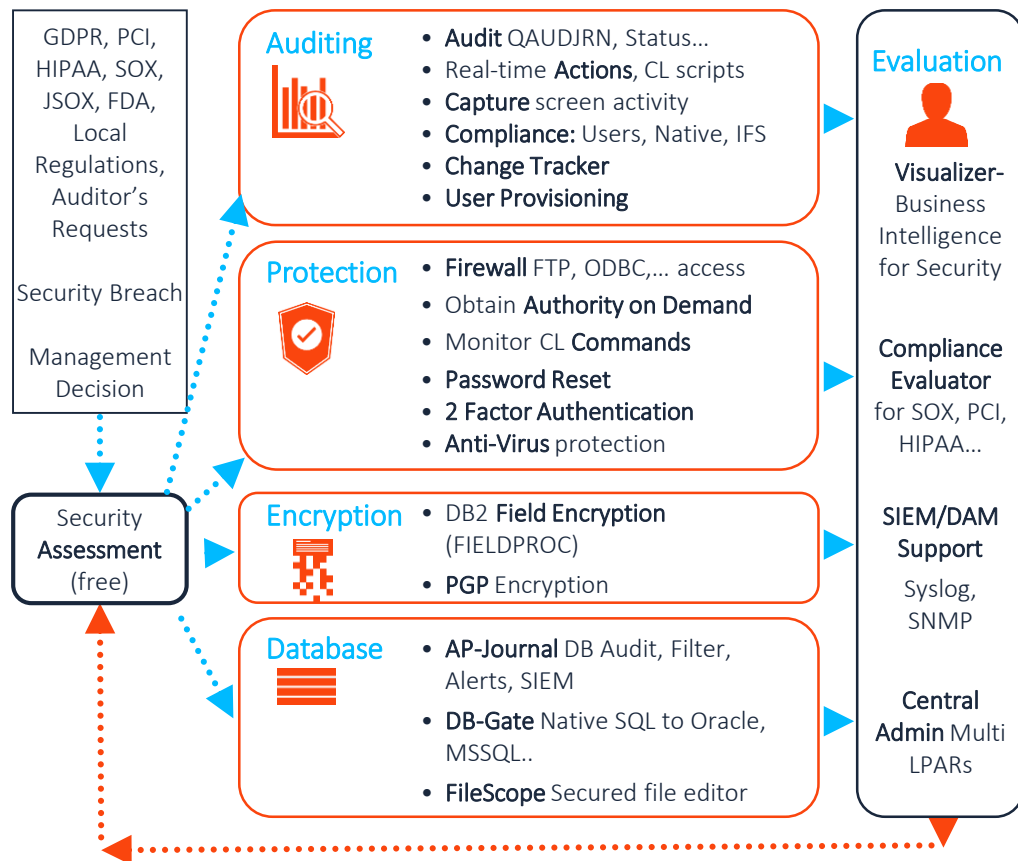 GDPR, PCI,
HIPAA, SOX,
JSOX, FDA,
Local
Regulations,
Auditor’s
Requests
Security Breach
Management
Decision
Security
Assessment
(free)
Auditing
• Audit QAUDJRN, Status…
• Real-time Actions, CL scripts
• Capture screen activity
• Compliance: Users, Native, IFS
• Change Tracker
• User Provisioning
Protection
• Firewall FTP, ODBC,… access
• Obtain Authority on Demand
• Monitor CL Commands
• Password Reset
• 2 Factor Authentication
• Anti-Virus protection
Encryption
• DB2 Field Encryption
(FIELDPROC)
• PGP Encryption
Database
• AP-Journal DB Audit, Filter,
Alerts, SIEM
• DB-Gate Native SQL to Oracle,
MSSQL..
• FileScope Secured file editor
Evaluation
Visualizer-
Business
Intelligence
for Security
Compliance
Evaluator
for SOX, PCI,
HIPAA…
SIEM/DAM
Support
Syslog,
SNMP
Central
Admin Multi
LPARs